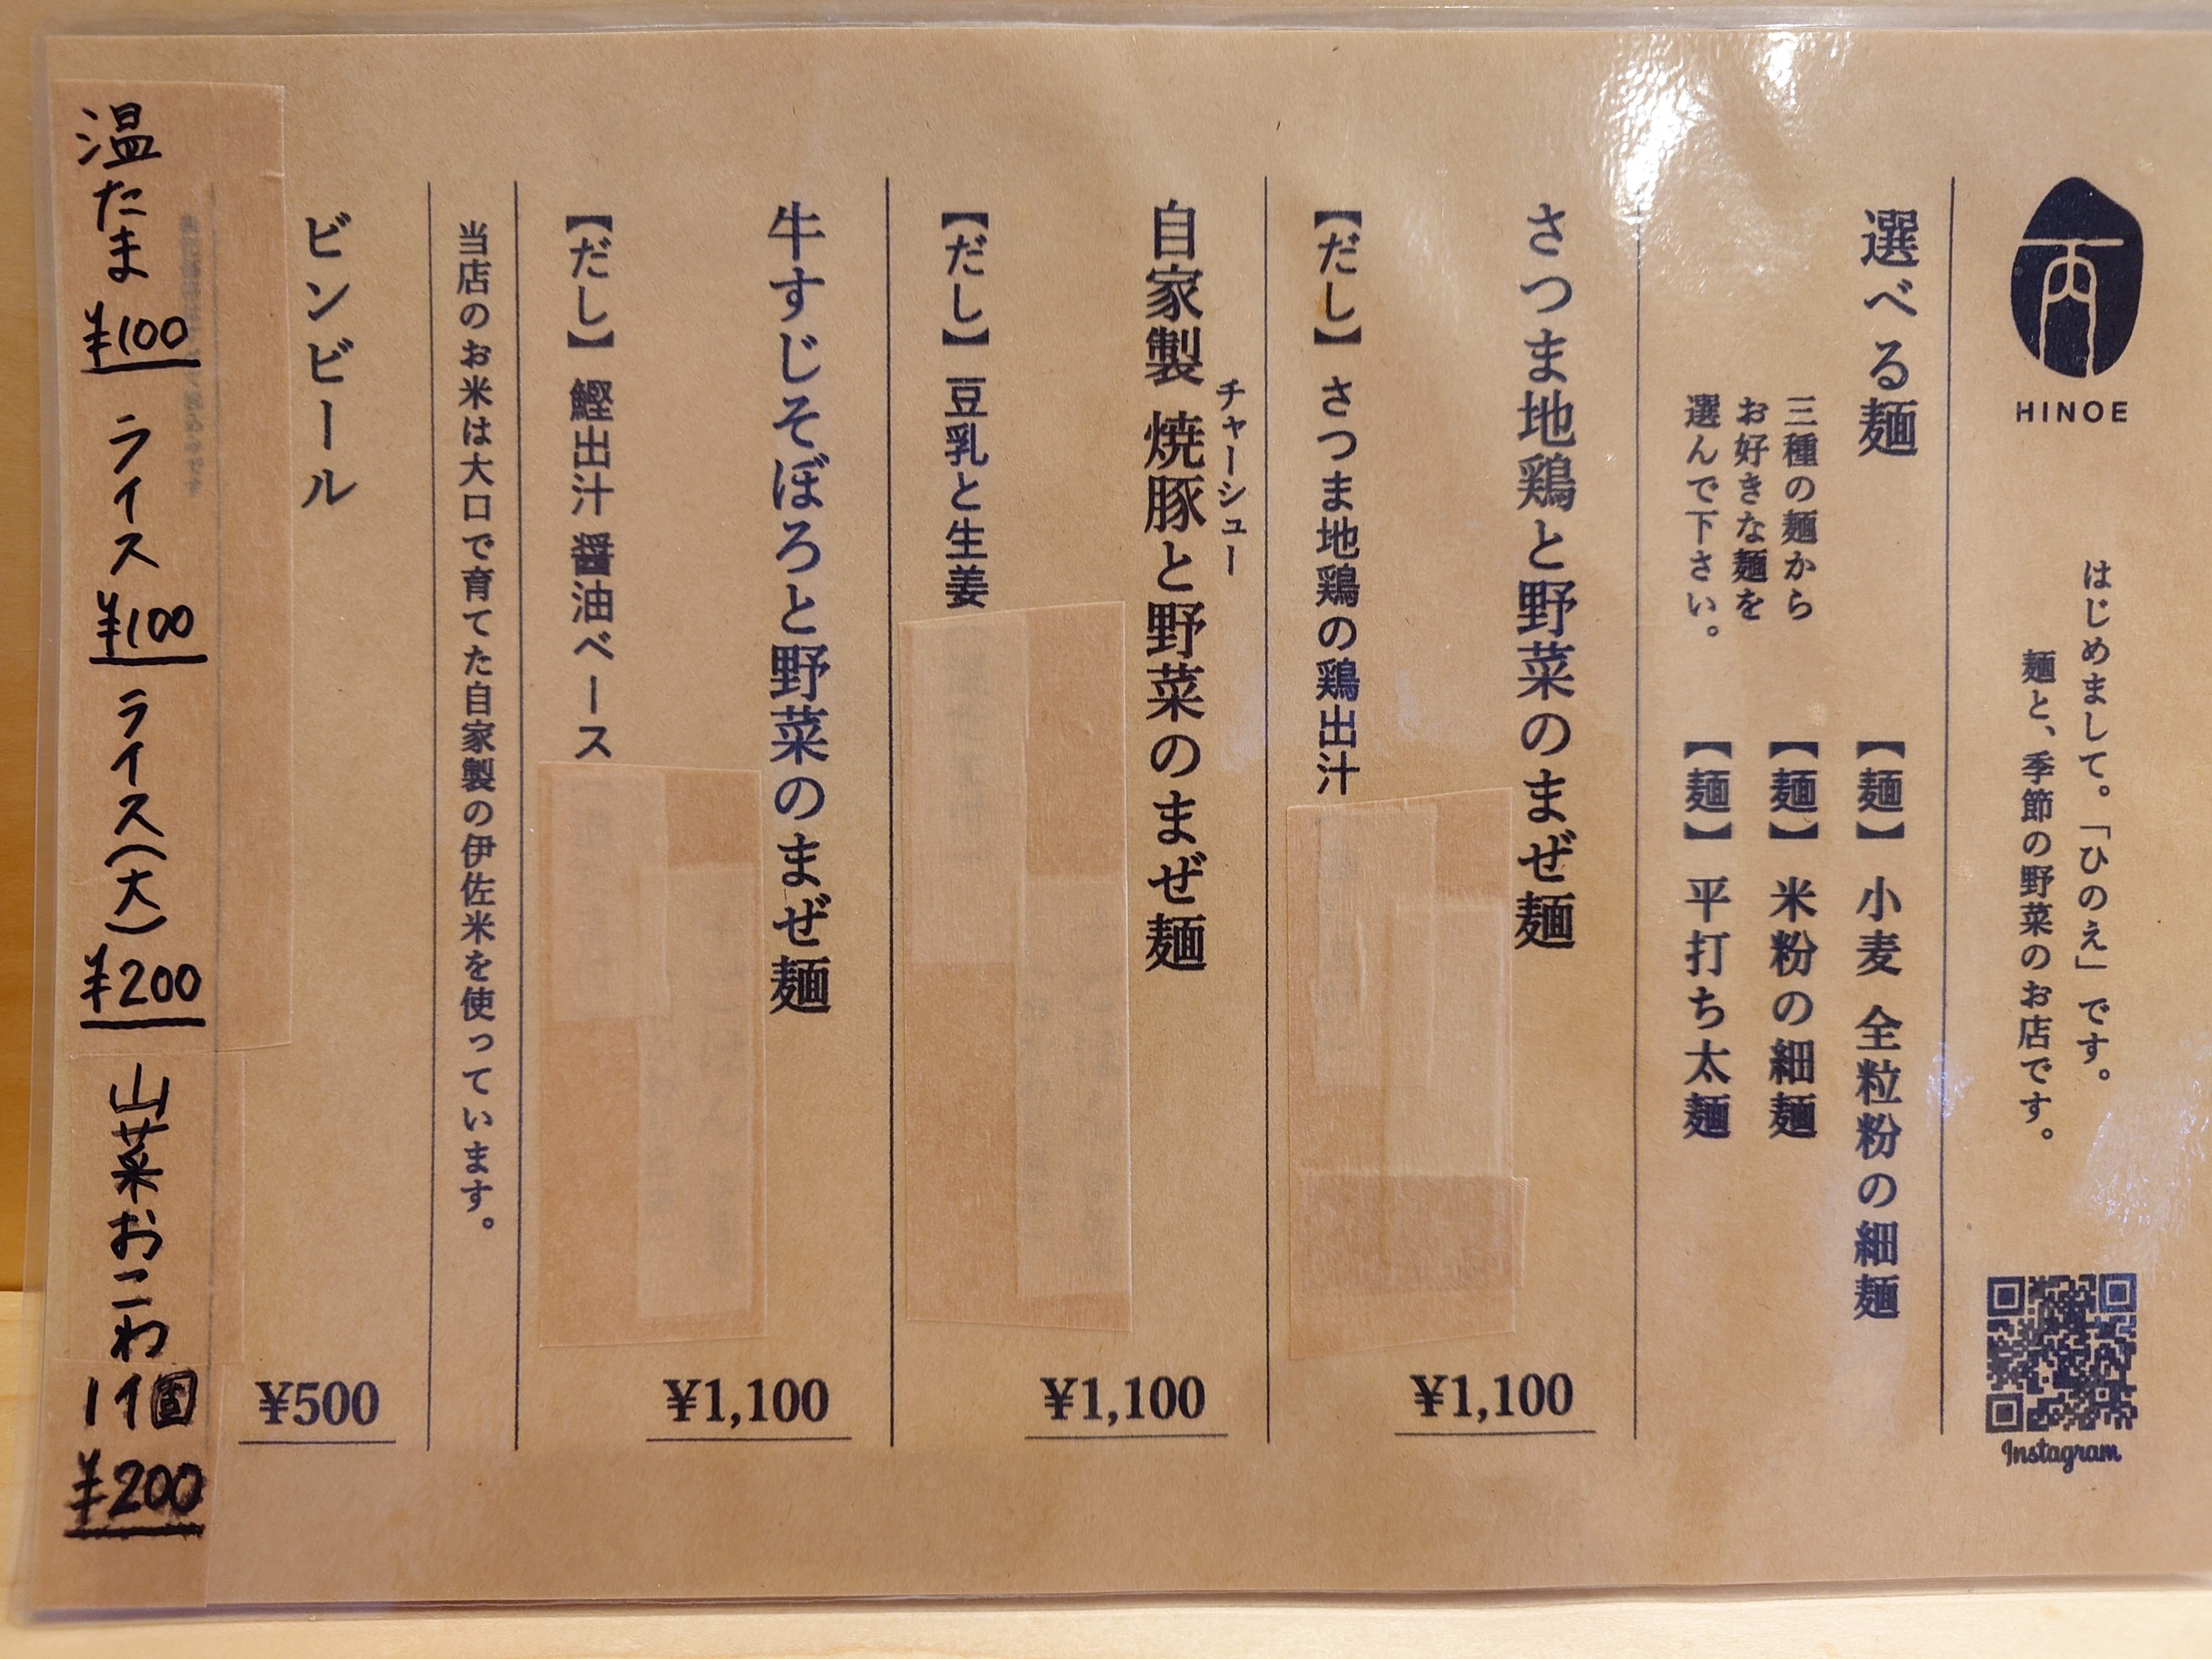 丙
HINOE
はじめまして。「ひのえ」です。
麺と、季節の野菜のお店です。
Instagram
選べる麺
三種の麺から
お好きな麺を
選んで下さい。
【麺】小麦 全粒粉の細麺
【麺】米粉の細麺
【麺】平打ち太麺
さつま地鶏と野菜のまぜ麺
¥1,100
【だし】さつま地鶏の鶏出汁
チャーシュー
自家製 焼豚と野菜のまぜ麺
¥1,100
【だし】豆乳と生姜
牛すじそぼろと野菜のまぜ麺
¥1,100
【だし】鰹出汁 醤油ベース
当店のお米は大口で育てた自家製の伊佐米を使っています。
ビンビール
¥500
温たま ¥100 ライス ¥100 ライス(大) ¥200 山菜おこわ 1ケ ¥200